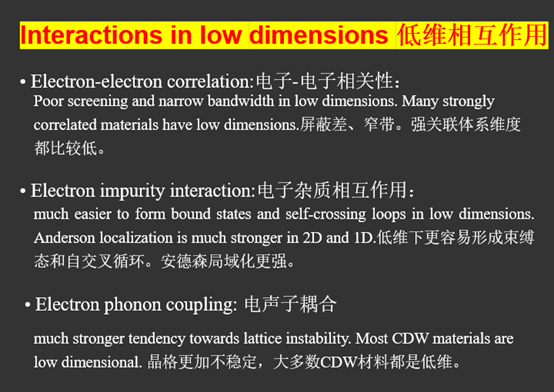 Interactions in low dimensions 低维相互作用
• Electron-electron correlation:电子-电子相关性：
Poor screening and narrow bandwidth in low dimensions. Many strongly
correlated materials have low dimensions.屏蔽差、窄带。强关联体系维度
都比较低。
• Electron impurity interaction:电子杂质相互作用：
much easier to form bound states and self-crossing loops in low dimensions.
Anderson localization is much stronger in 2D and 1D.低维下更容易形成束缚
态和自交叉循环。安德森局域化更强。
• Electron phonon coupling: 电声子耦合
much stronger tendency towards lattice instability. Most CDW materials are
low dimensional. 晶格更加不稳定，大多数CDW材料都是低维。